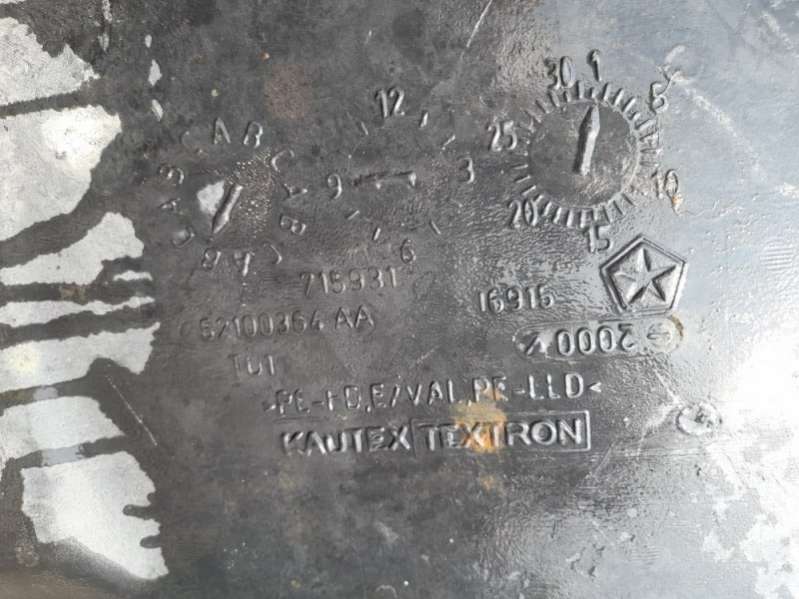 30 1 5 10 15 20 25
12 3 6 9
A B C A B C A B C A B C
715931
16916
52100364 AA
2000
>PE-HD,E/VAL,PE-LLD<
KAUTEX TEXTRON